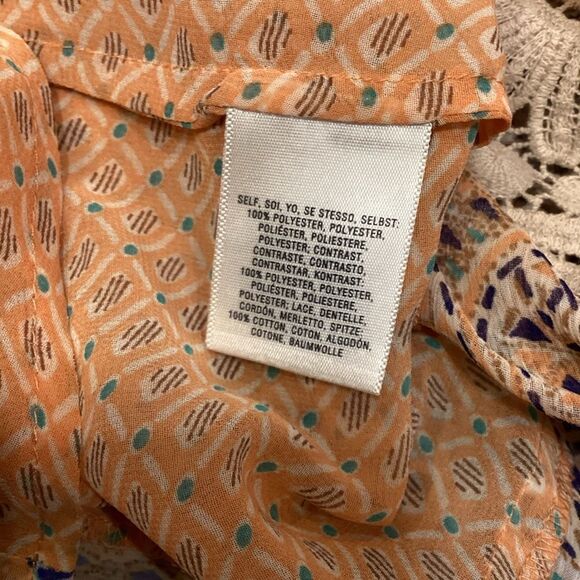 SELF, SOI, YO, SE STESSO, SELBST:
100% POLYESTER, POLYESTER,
POLIÉSTER, POLIESTERE,
POLYESTER; CONTRAST,
CONTRASTE, CONTRASTO,
CONTRASTAR, KONTRAST:
100% POLYESTER, POLYESTER,
POLIÉSTER, POLIESTERE,
POLYESTER; LACE, DENTELLE,
CORDÓN, MERLETTO, SPITZE:
100% COTTON, COTON, ALGODÓN,
COTONE, BAUMWOLLE